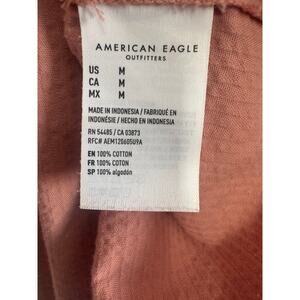 AMERICAN EAGLE
OUTFITTERS
US M
CA M
MX M
MADE IN INDONESIA / FABRIQUÉ EN
INDONÉSIE / HECHO EN INDONESIA
RN 54485 / CA 03873
RFC# AEM120605U9A
EN 100% COTTON
FR 100% COTON
SP 100% algodón